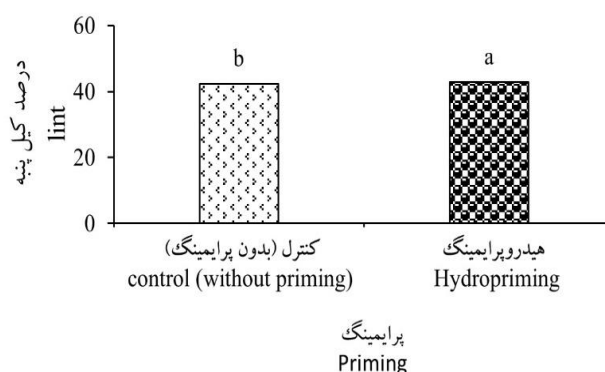 درصد کیل پنبه
lint
60
40
20
0
b
a
کنترل (بدون پرایمینگ)
control (without priming)
هیدروپرایمینگ
Hydropriming
پرایمینگ
Priming